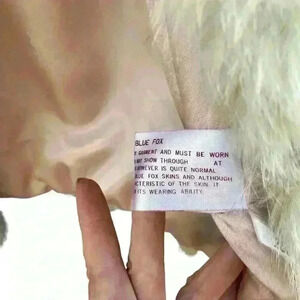 BLUE FOX
GARMENT AND MUST BE WORN
NOT SHOW THROUGH AT
HOWEVER IS QUITE NORMAL
BLUE FOX SKINS AND ALTHOUGH
CTERISTIC OF THE SKIN IT
ITS WEARING ABILITY.